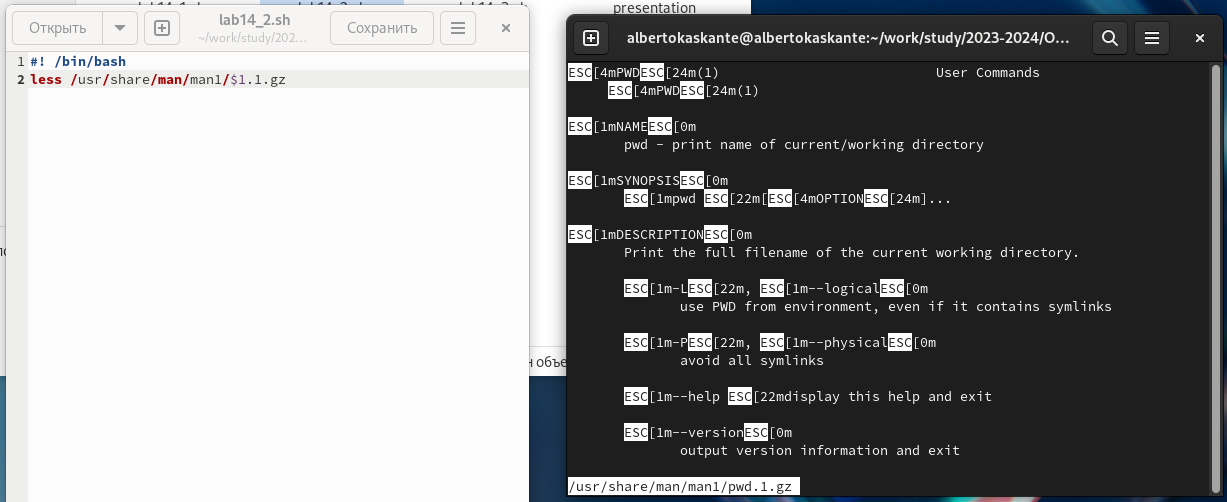 presentation
Открыть
lab14_2.sh
~/work/study/202...
Сохранить
1 #! /bin/bash
2 less /usr/share/man/man1/$1.1.gz
н объе
albertokaskante@albertokaskante:~/work/study/2023-2024/O...
ESC[4mPWDESC[24m(1) User Commands
ESC[4mPWDESC[24m(1)
ESC[1mNAMEESC[0m
pwd - print name of current/working directory
ESC[1mSYNOPSISESC[0m
ESC[1mpwd ESC[22m[ESC[4mOPTIONESC[24m]...
ESC[1mDESCRIPTIONESC[0m
Print the full filename of the current working directory.
ESC[1m-LESC[22m, ESC[1m--logicalESC[0m
use PWD from environment, even if it contains symlinks
ESC[1m-PESC[22m, ESC[1m--physicalESC[0m
avoid all symlinks
ESC[1m--help ESC[22mdisplay this help and exit
ESC[1m--versionESC[0m
output version information and exit
/usr/share/man/man1/pwd.1.gz